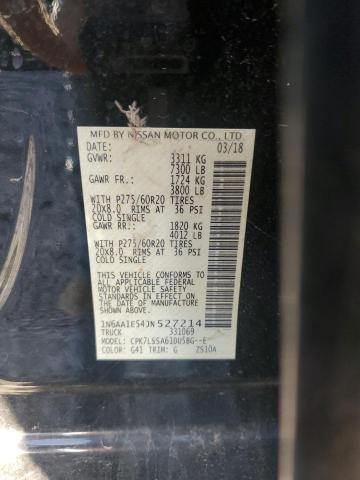 MFD BY NISSAN MOTOR CO., LTD
DATE: 03/18
GVWR: 3311 KG
7300 LB
GAWR FR.: 1724 KG
3800 LB
WITH P275/60R20 TIRES
20X8.0 RIMS AT 36 PSI
COLD SINGLE
GAWR RR.: 1820 KG
4012 LB
WITH P275/60R20 TIRES
20X8.0 RIMS AT 36 PSI
COLD SINGLE
THIS VEHICLE CONFORMS TO
ALL APPLICABLE FEDERAL
MOTOR VEHICLE SAFETY
STANDARDS IN EFFECT ON THE
DATE OF MANUFACTURE
SHOWN ABOVE.
1N6AA1E54JN527214
TRUCK 331069
MODEL: CPK7LSSA61DU58G--E
COLOR: G41 TRIM: G ZS10A